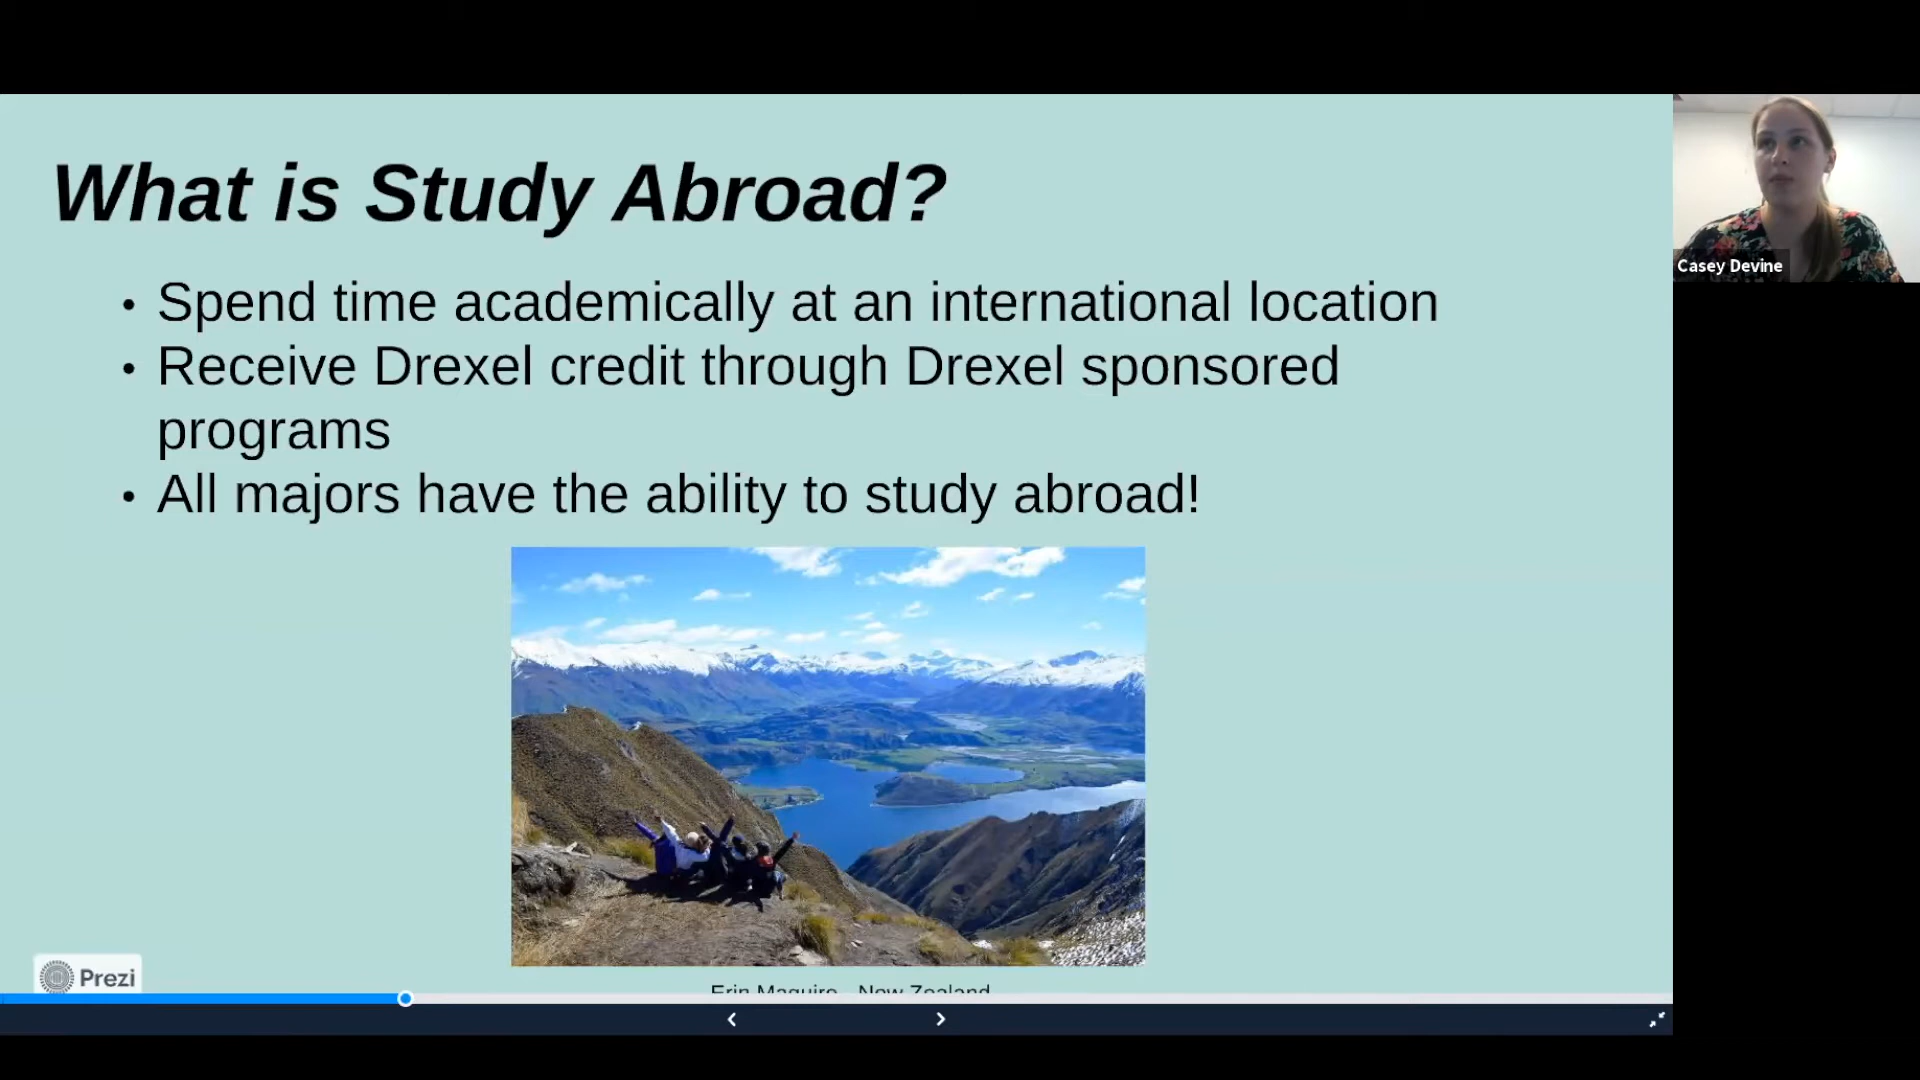 What is Study Abroad?
• Spend time academically at an international location
• Receive Drexel credit through Drexel sponsored
programs
• All majors have the ability to study abroad!
Erin Maguire - New Zealand
Prezi
Casey Devine